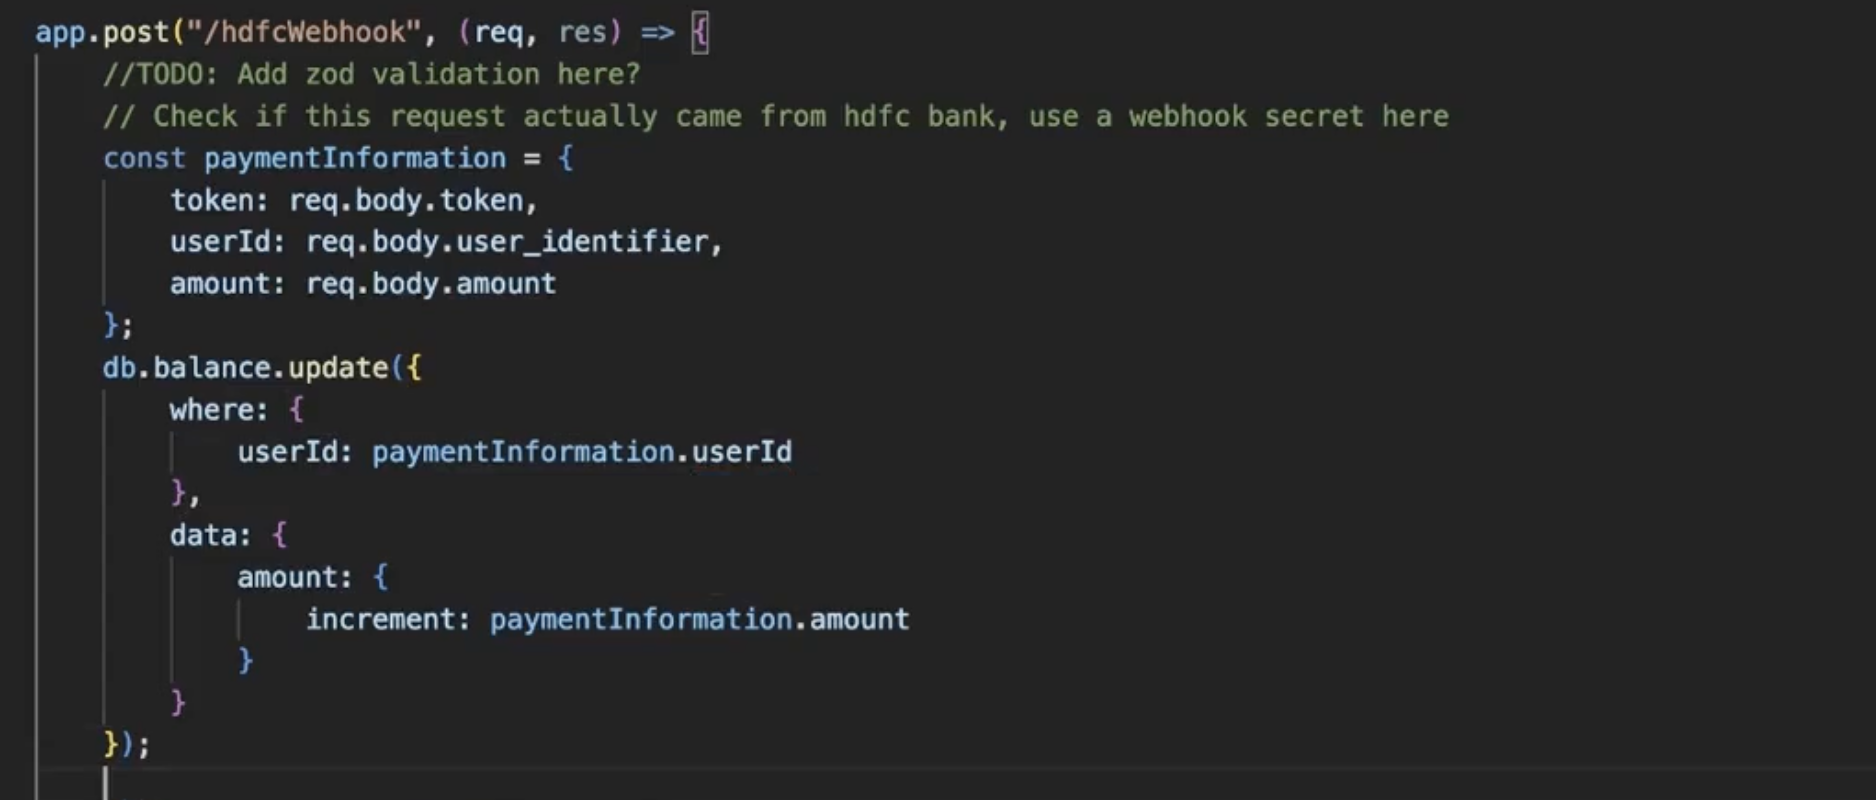 app.post("/hdfcWebhook", (req, res) => {
    //TODO: Add zod validation here?
    // Check if this request actually came from hdfc bank, use a webhook secret here
    const paymentInformation = {
        token: req.body.token,
        userId: req.body.user_identifier,
        amount: req.body.amount
    };
    db.balance.update({
        where: {
            userId: paymentInformation.userId
        },
        data: {
            amount: {
                increment: paymentInformation.amount
            }
        }
    });